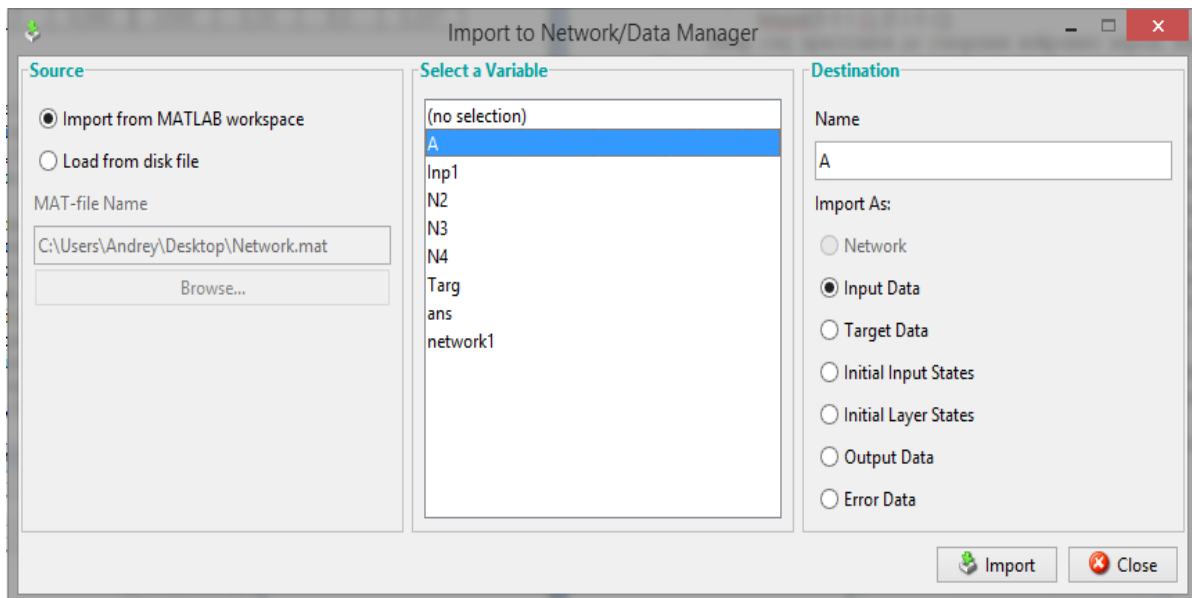 Import to Network/Data Manager
Source
Import from MATLAB workspace
Load from disk file
MAT-file Name
C:\Users\Andrey\Desktop\Network.mat
Browse...
Select a Variable
(no selection)
A
Inp1
N2
N3
N4
Targ
ans
network1
Destination
Name
A
Import As:
Network
Input Data
Target Data
Initial Input States
Initial Layer States
Output Data
Error Data
Import
Close